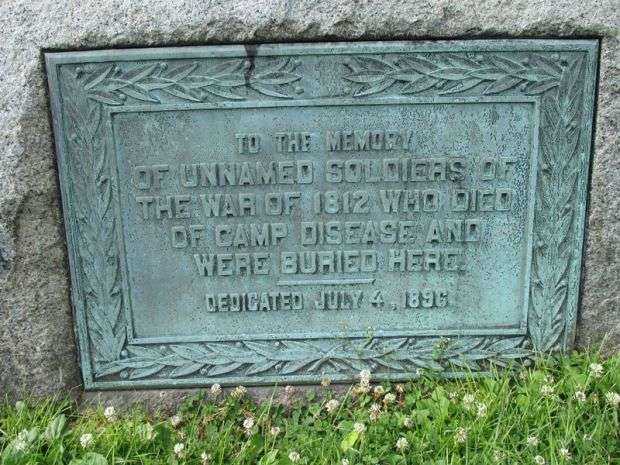 TO THE MEMORY
OF UNNAMED SOLDIERS OF
THE WAR OF 1812 WHO DIED
OF CAMP DISEASE AND
WERE BURIED HERE.
DEDICATED JULY 4, 1896.